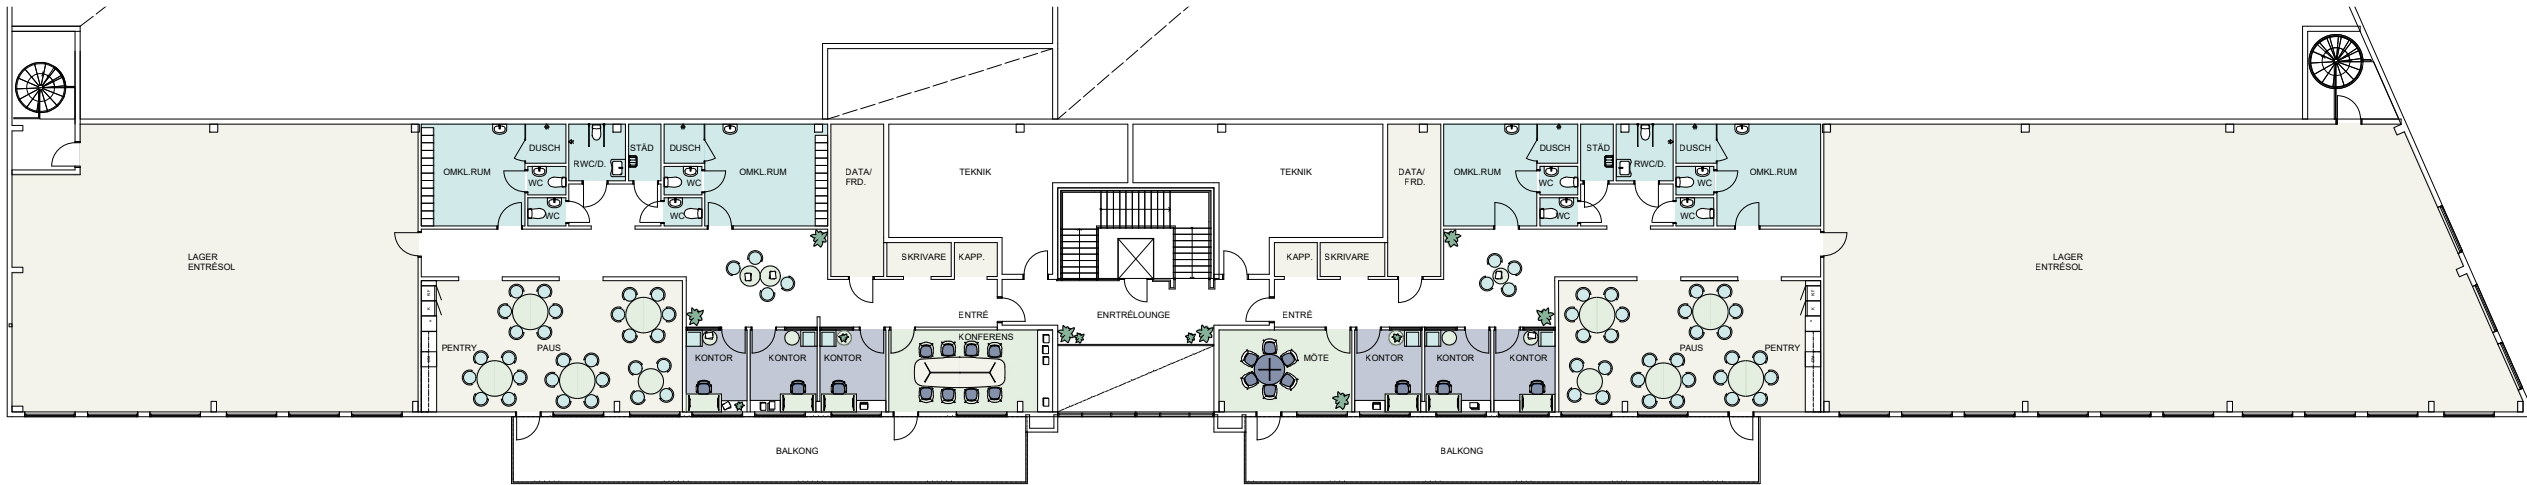 DUSCH
STÄD
DUSCH
RWC/D.
OMKL.RUM
WC
WC
OMKL.RUM
WC
WC
DATA/
FRD.
TEKNIK
TEKNIK
DATA/
FRD.
OMKL.RUM
DUSCH
STÄD
DUSCH
RWC/D.
WC
WC
OMKL.RUM
WC
WC
LAGER
ENTRÉSOL
SKRIVARE
KAPP.
KAPP.
SKRIVARE
LAGER
ENTRÉSOL
ENTRÉ
ENRTRÉLOUNGE
ENTRÉ
PENTRY
PAUS
KONTOR
KONTOR
KONTOR
KONFERENS
MÖTE
KONTOR
KONTOR
KONTOR
PAUS
PENTRY
BALKONG
BALKONG